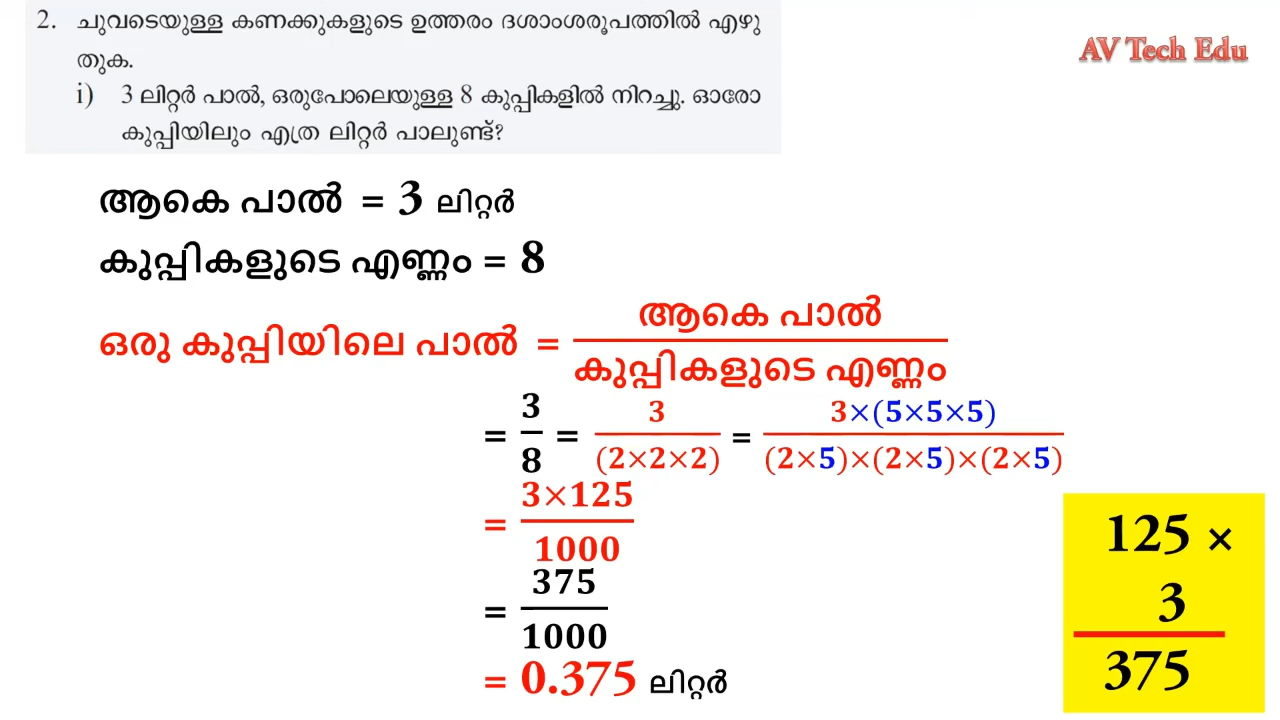 2. ചുവടെയുള്ള കണക്കുകളുടെ ഉത്തരം ദശാംശരൂപത്തിൽ എഴു
തുക.
AV Tech Edu
i) 3 ലിറ്റർ പാൽ, ഒരുപോലെയുള്ള 8 കുപ്പികളിൽ നിറച്ചു. ഓരോ
കുപ്പിയിലും എത്ര ലിറ്റർ പാലുണ്ട്?
ആകെ പാൽ = 3 ലിറ്റർ
കുപ്പികളുടെ എണ്ണം = 8
ഒരു കുപ്പിയിലെ പാൽ = ആകെ പാൽ / കുപ്പികളുടെ എണ്ണം
= 3/8 = 3/(2×2×2) = 3×(5×5×5)/(2×5)×(2×5)×(2×5)
= 3×125/1000
= 375/1000
= 0.375 ലിറ്റർ
125 ×
3
375